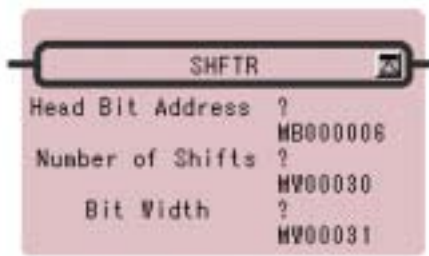 SHFTR
Head Bit Address ?
MB000006
Number of Shifts ?
MW00030
Bit Width ?
MW00031